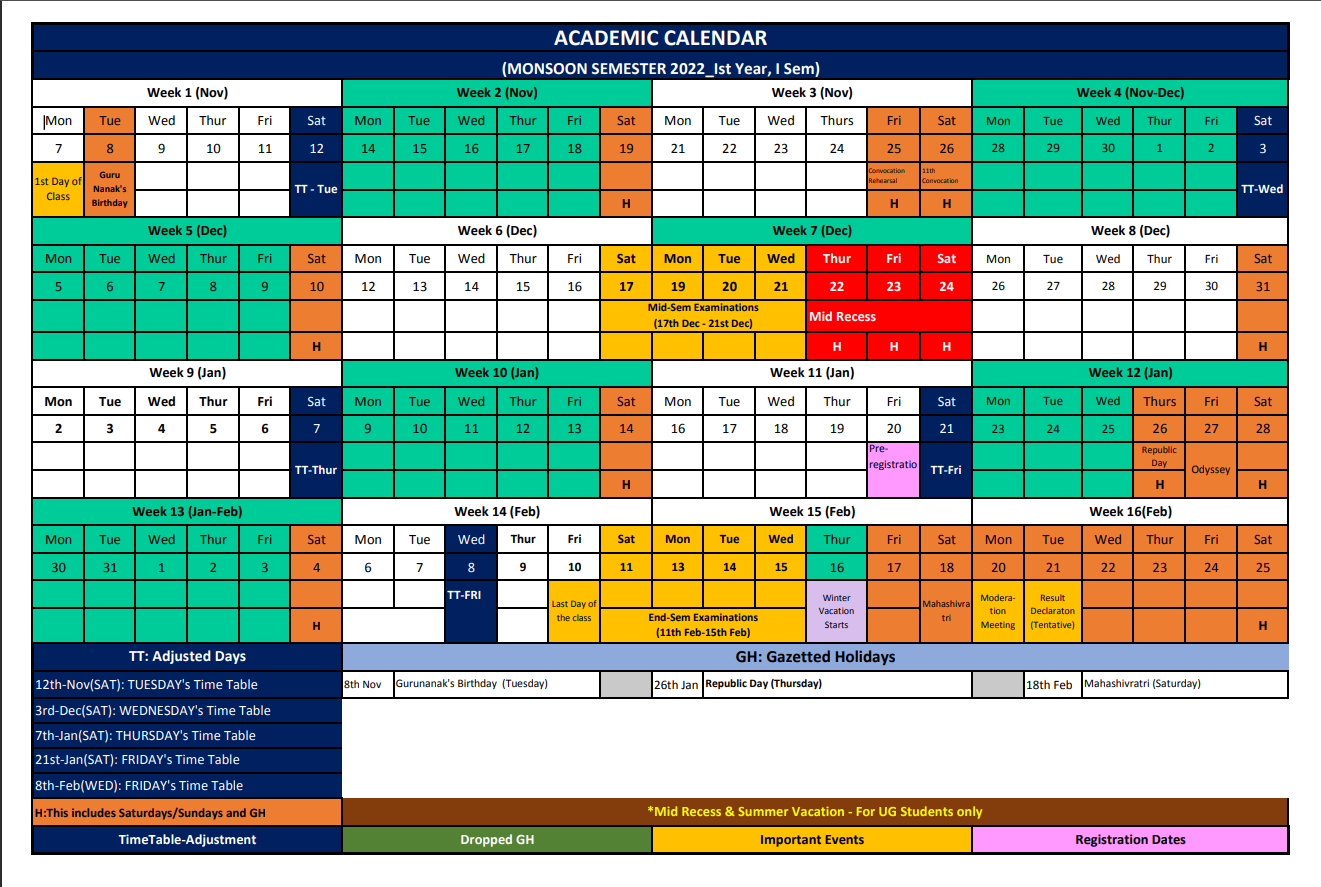 ACADEMIC CALENDAR
(MONSOON SEMESTER 2022_Ist Year, I Sem)
Week 1 (Nov) Week 2 (Nov) Week 3 (Nov) Week 4 (Nov-Dec)
Mon Tue Wed Thur Fri Sat Mon Tue Wed Thur Fri Sat Mon Tue Wed Thurs Fri Sat Mon Tue Wed Thur Fri Sat
7 8 9 10 11 12 14 15 16 17 18 19 21 22 23 24 25 26 28 29 30 1 2 3
1st Day of Class Guru Nanak's Birthday TT - Tue Convocation Rehearsal 11th Convocation TT-Wed
H H H
Week 5 (Dec) Week 6 (Dec) Week 7 (Dec) Week 8 (Dec)
Mon Tue Wed Thur Fri Sat Mon Tue Wed Thur Fri Sat Mon Tue Wed Thur Fri Sat Mon Tue Wed Thur Fri Sat
5 6 7 8 9 10 12 13 14 15 16 17 19 20 21 22 23 24 26 27 28 29 30 31
Mid-Sem Examinations
(17th Dec - 21st Dec)
Mid Recess
H H H H H
Week 9 (Jan) Week 10 (Jan) Week 11 (Jan) Week 12 (Jan)
Mon Tue Wed Thur Fri Sat Mon Tue Wed Thur Fri Sat Mon Tue Wed Thur Fri Sat Mon Tue Wed Thurs Fri Sat
2 3 4 5 6 7 9 10 11 12 13 14 16 17 18 19 20 21 23 24 25 26 27 28
TT-Thur Pre-registratio TT-Fri Republic Day Odyssey
H H H
Week 13 (Jan-Feb) Week 14 (Feb) Week 15 (Feb) Week 16(Feb)
Mon Tue Wed Thur Fri Sat Mon Tue Wed Thur Fri Sat Mon Tue Wed Thur Fri Sat Mon Tue Wed Thur Fri Sat
30 31 1 2 3 4 6 7 8 9 10 11 13 14 15 16 17 18 20 21 22 23 24 25
TT-FRI Last Day of the class Winter Vacation Starts Mahashivra tri Modera-tion Meeting Result Declaraton (Tentative)
End-Sem Examinations
(11th Feb-15th Feb)
H H
TT: Adjusted Days GH: Gazetted Holidays
12th-Nov(SAT): TUESDAY's Time Table 8th Nov Gurunanak's Birthday (Tuesday) 26th Jan Republic Day (Thursday) 18th Feb Mahashivratri (Saturday)
3rd-Dec(SAT): WEDNESDAY's Time Table
7th-Jan(SAT): THURSDAY's Time Table
21st-Jan(SAT): FRIDAY's Time Table
8th-Feb(WED): FRIDAY's Time Table
H:This includes Saturdays/Sundays and GH *Mid Recess & Summer Vacation - For UG Students only
TimeTable-Adjustment Dropped GH Important Events Registration Dates